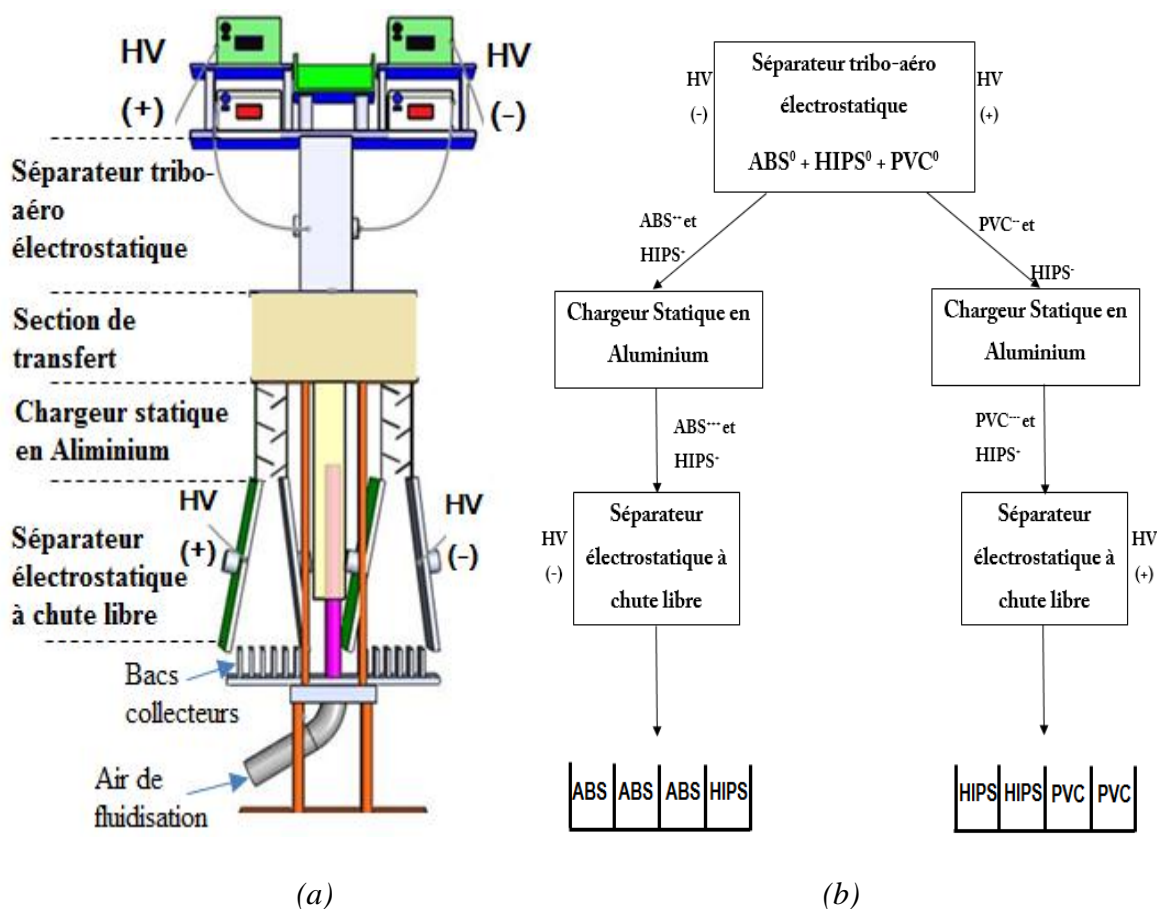 HV
(+)
HV
(-)
Séparateur tribo-
aéro
électrostatique
Section de
transfert
Chargeur statique
en Aliminium
HV
(+)
HV
(-)
Séparateur
électrostatique
à chute libre
Bacs
collecteurs
Air de
fluidisation
(a)
HV
(-)
Séparateur tribo-aéro
électrostatique
ABS⁰ + HIPS⁰ + PVC⁰
HV
(+)
ABS⁺⁺ et
HIPS⁺
PVC⁻⁻ et
HIPS⁻
Chargeur Statique en
Aluminium
Chargeur Statique en
Aluminium
ABS⁺⁺⁺ et
HIPS⁺
PVC⁻⁻⁻ et
HIPS⁻
HV
(-)
Séparateur
électrostatique à
chute libre
Séparateur
électrostatique à
chute libre
HV
(+)
ABS ABS ABS HIPS
HIPS HIPS PVC PVC
(b)